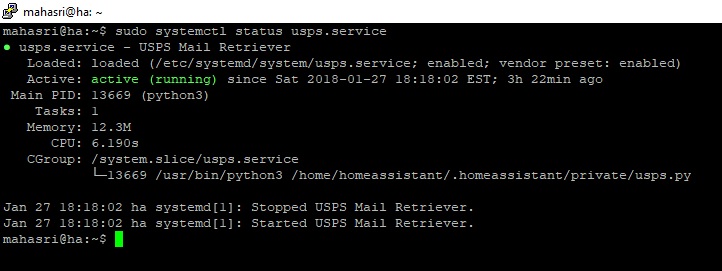 mahasri@ha: ~
mahasri@ha:~$ sudo systemctl status usps.service
● usps.service - USPS Mail Retriever
Loaded: loaded (/etc/systemd/system/usps.service; enabled; vendor preset: enabled)
Active: active (running) since Sat 2018-01-27 18:18:02 EST; 3h 22min ago
Main PID: 13669 (python3)
Tasks: 1
Memory: 12.3M
CPU: 6.190s
CGroup: /system.slice/usps.service
└─13669 /usr/bin/python3 /home/homeassistant/.homeassistant/private/usps.py
Jan 27 18:18:02 ha systemd[1]: Stopped USPS Mail Retriever.
Jan 27 18:18:02 ha systemd[1]: Started USPS Mail Retriever.
mahasri@ha:~$